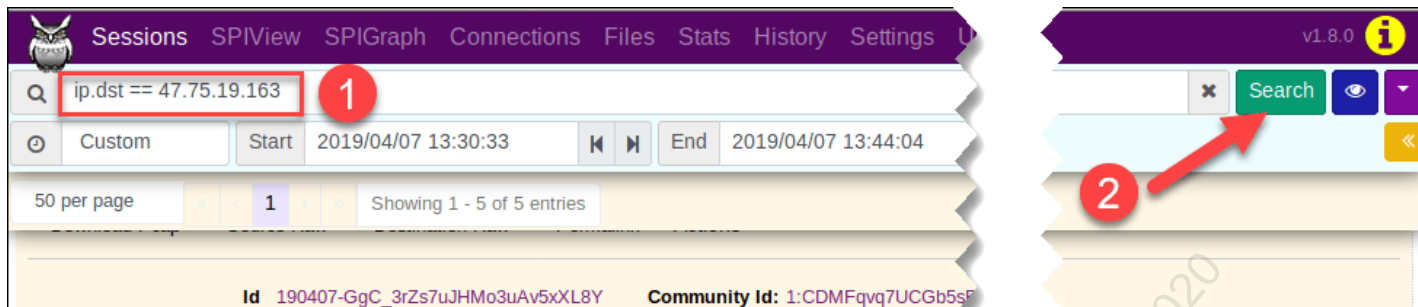 Sessions SPIView SPIGraph Connections Files Stats History Settings U v1.8.0
ip.dst == 47.75.19.163 1 Search
Custom Start 2019/04/07 13:30:33 End 2019/04/07 13:44:04
2
50 per page « ‹ 1 › » Showing 1 - 5 of 5 entries
Id 190407-GgC_3rZs7uJHMo3uAv5xXL8Y Community Id: 1:CDMFqvq7UCGb5sF
2020